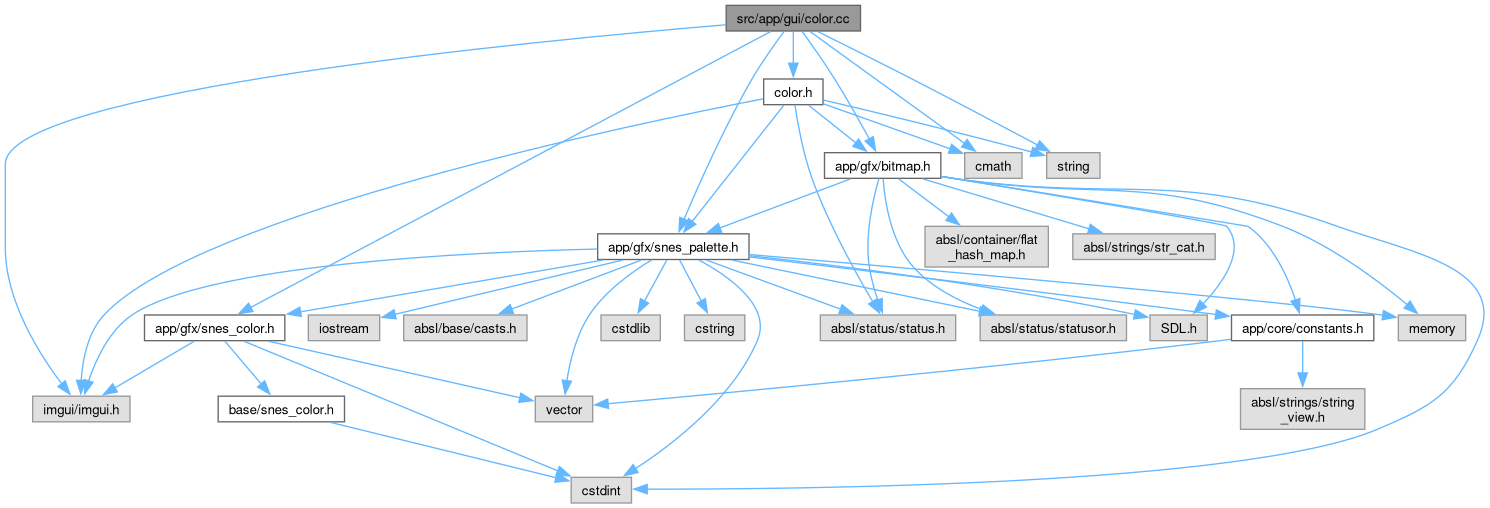 src/app/gui/color.cc
color.h
app/gfx/bitmap.h
cmath
string
app/gfx/snes_palette.h
absl/container/flat
_hash_map.h
absl/strings/str_cat.h
app/gfx/snes_color.h
iostream
absl/base/casts.h
cstdlib
cstring
absl/status/status.h
absl/status/statusor.h
SDL.h
app/core/constants.h
memory
imgui/imgui.h
base/snes_color.h
vector
absl/strings/string
_view.h
cstdint